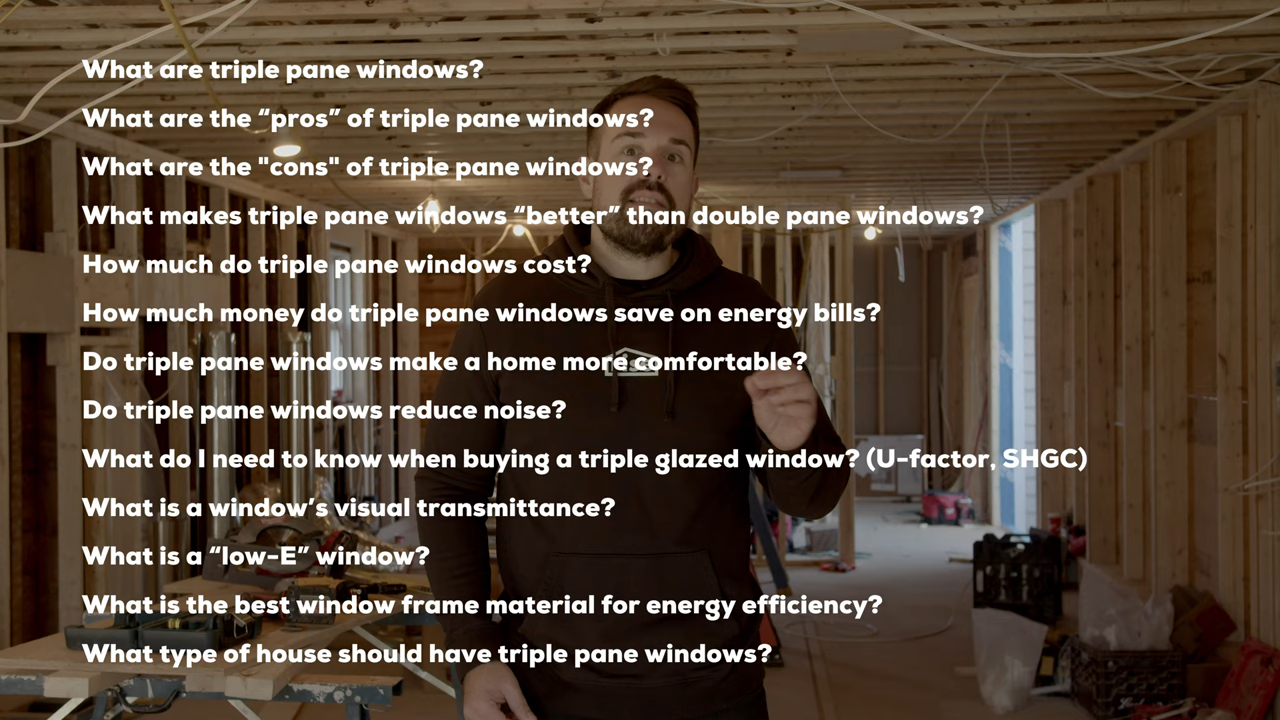 What are triple pane windows?
What are the “pros” of triple pane windows?
What are the "cons" of triple pane windows?
What makes triple pane windows “better” than double pane windows?
How much do triple pane windows cost?
How much money do triple pane windows save on energy bills?
Do triple pane windows make a home more comfortable?
Do triple pane windows reduce noise?
What do I need to know when buying a triple glazed window? (U-factor, SHGC)
What is a window’s visual transmittance?
What is a “low-E” window?
What is the best window frame material for energy efficiency?
What type of house should have triple pane windows?